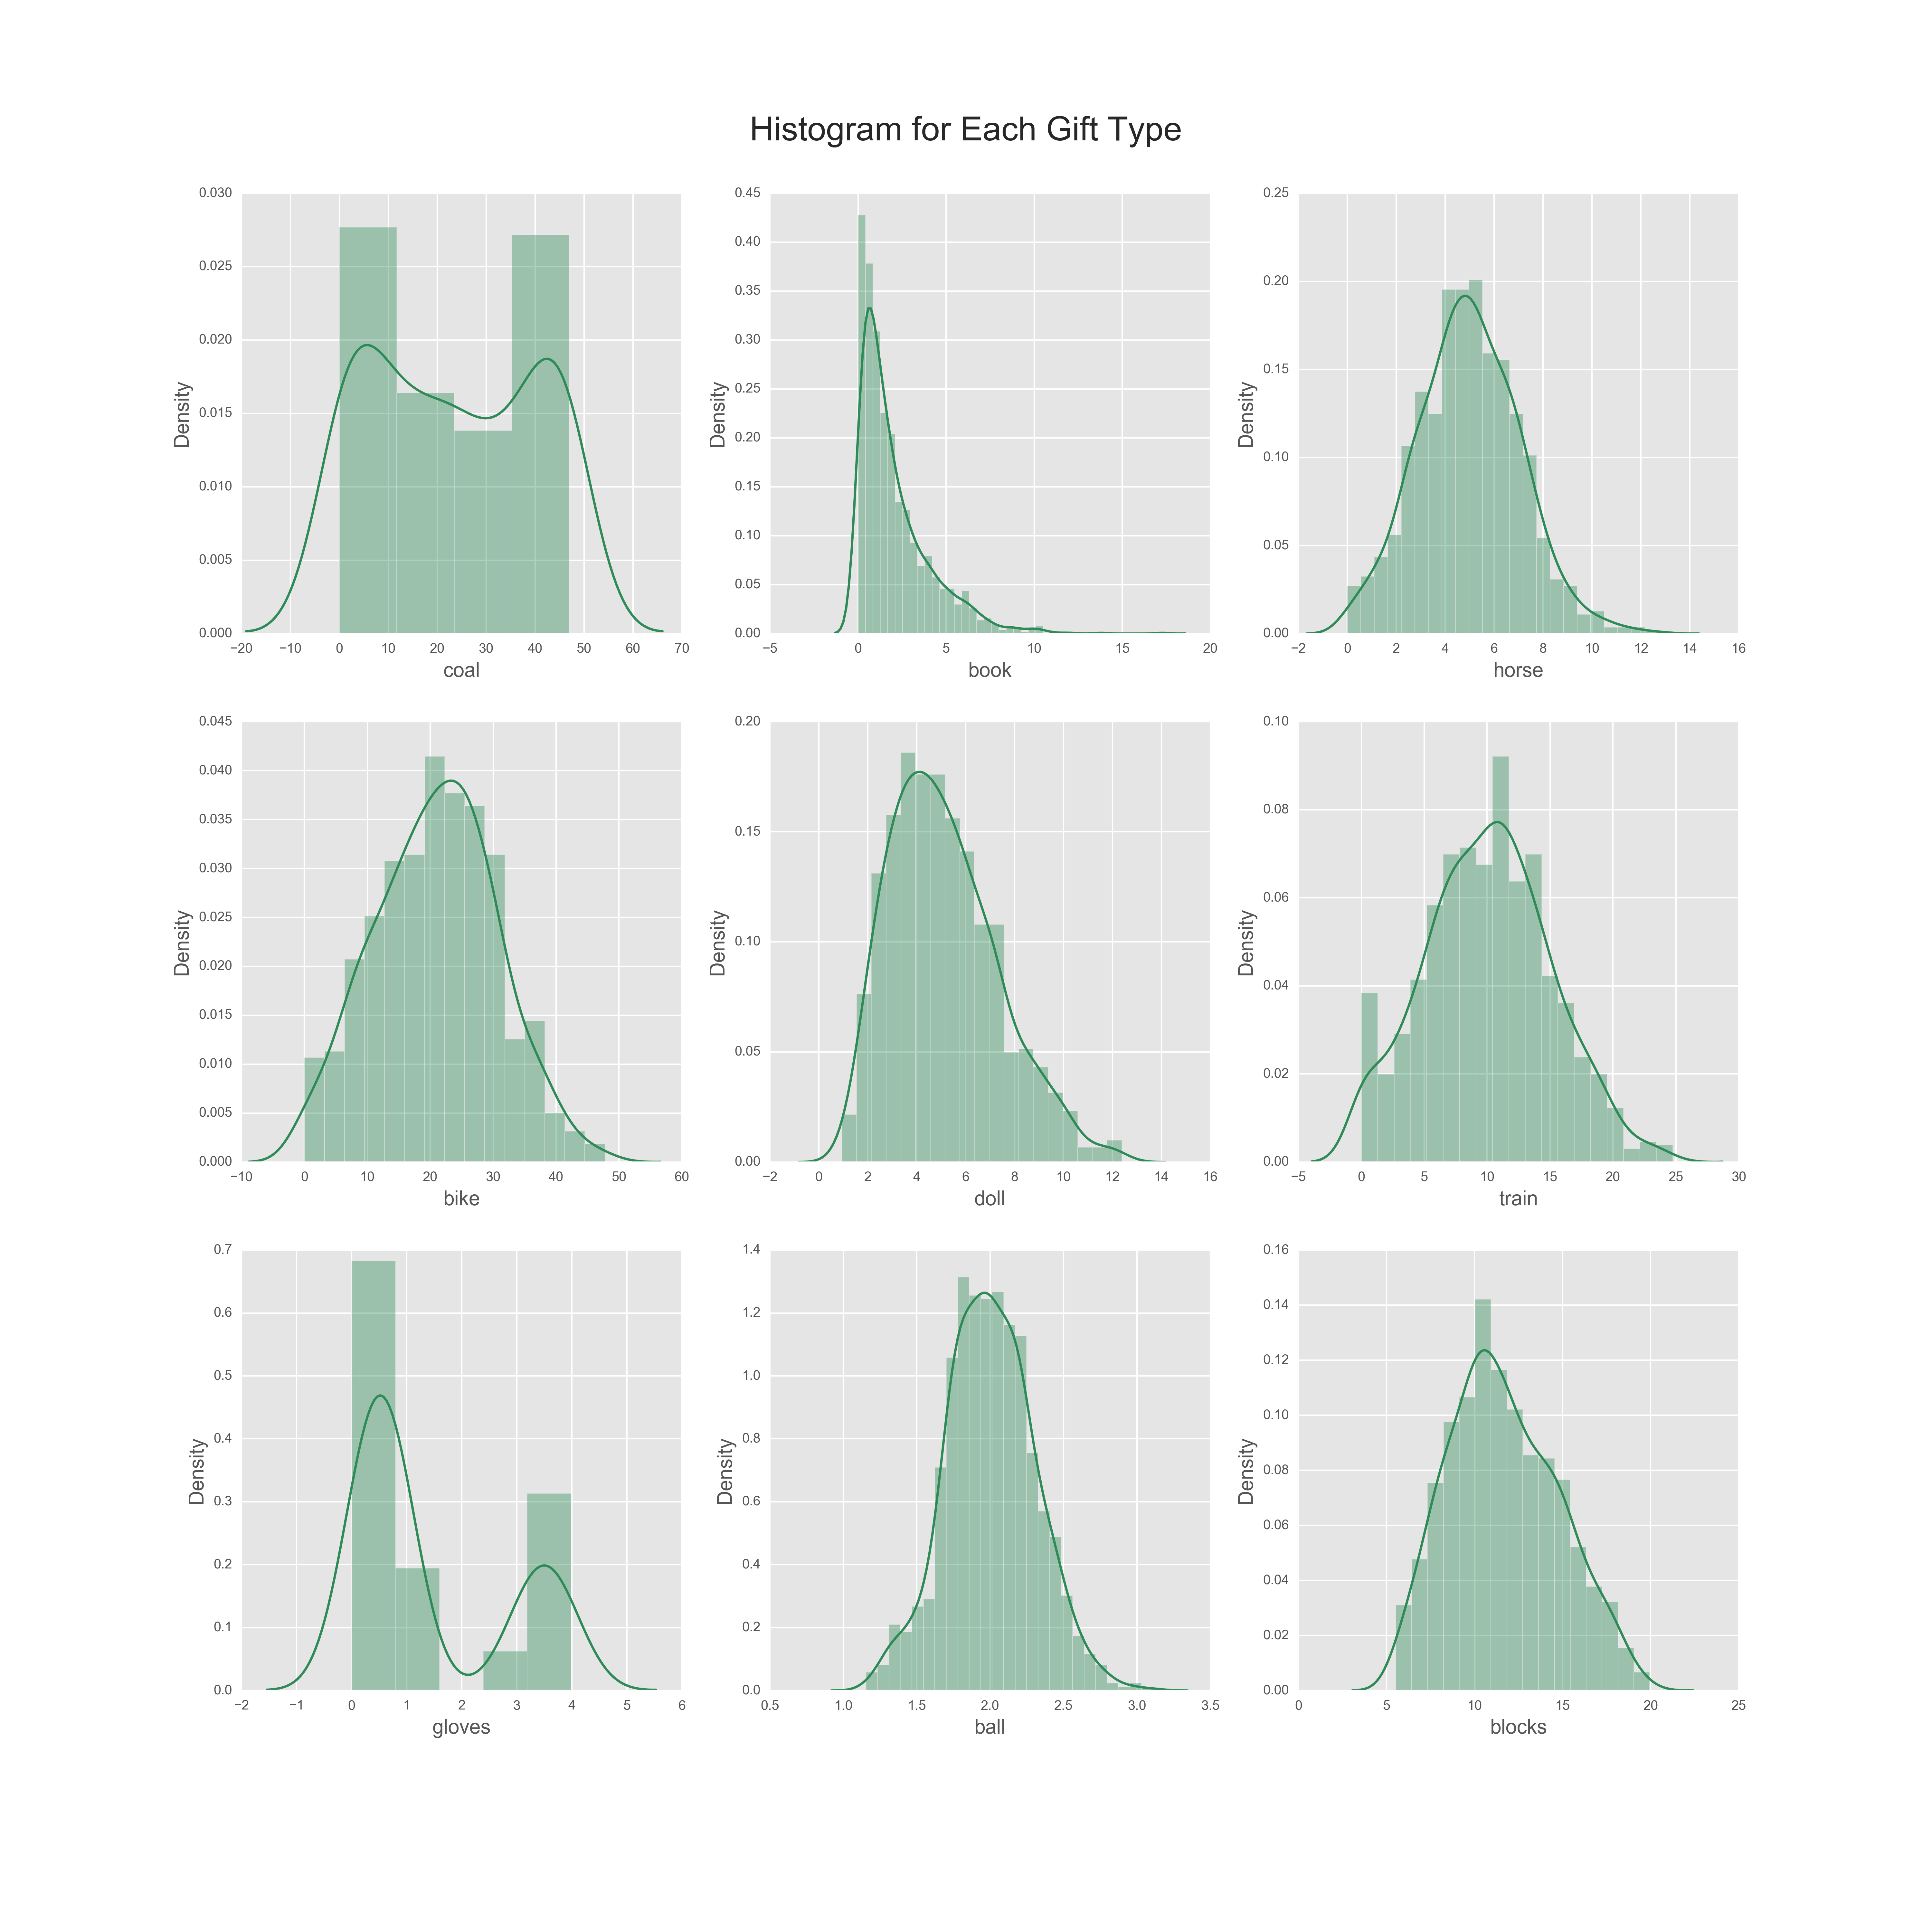 Histogram for Each Gift Type
0.030
0.025
0.020
0.015
0.010
0.005
0.000
Density
−20 −10 0 10 20 30 40 50 60 70
coal
0.45
0.40
0.35
0.30
0.25
0.20
0.15
0.10
0.05
0.00
Density
−5 0 5 10 15 20
book
0.25
0.20
0.15
0.10
0.05
0.00
Density
−2 0 2 4 6 8 10 12 14 16
horse
0.045
0.040
0.035
0.030
0.025
0.020
0.015
0.010
0.005
0.000
Density
−10 0 10 20 30 40 50 60
bike
0.20
0.15
0.10
0.05
0.00
Density
−2 0 2 4 6 8 10 12 14 16
doll
0.10
0.08
0.06
0.04
0.02
0.00
Density
−5 0 5 10 15 20 25 30
train
0.7
0.6
0.5
0.4
0.3
0.2
0.1
0.0
Density
−2 −1 0 1 2 3 4 5 6
gloves
1.4
1.2
1.0
0.8
0.6
0.4
0.2
0.0
Density
0.5 1.0 1.5 2.0 2.5 3.0 3.5
ball
0.16
0.14
0.12
0.10
0.08
0.06
0.04
0.02
0.00
Density
0 5 10 15 20 25
blocks